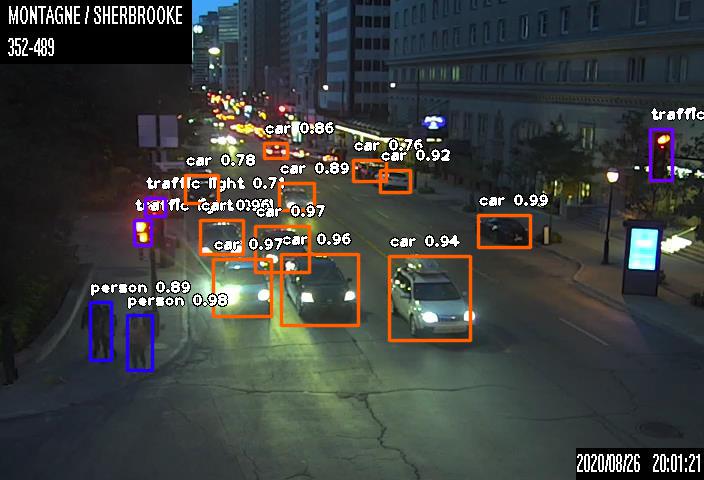 MONTAGNE / SHERBROOKE
352-489
traffic
car 0.86
car 0.76
car 0.92
car 0.78
car 0.89
traffic light 0.71
car 0.97
car 0.99
car 0.97
car 0.96
car 0.94
person 0.89
person 0.98
2020/08/26 20:01:21